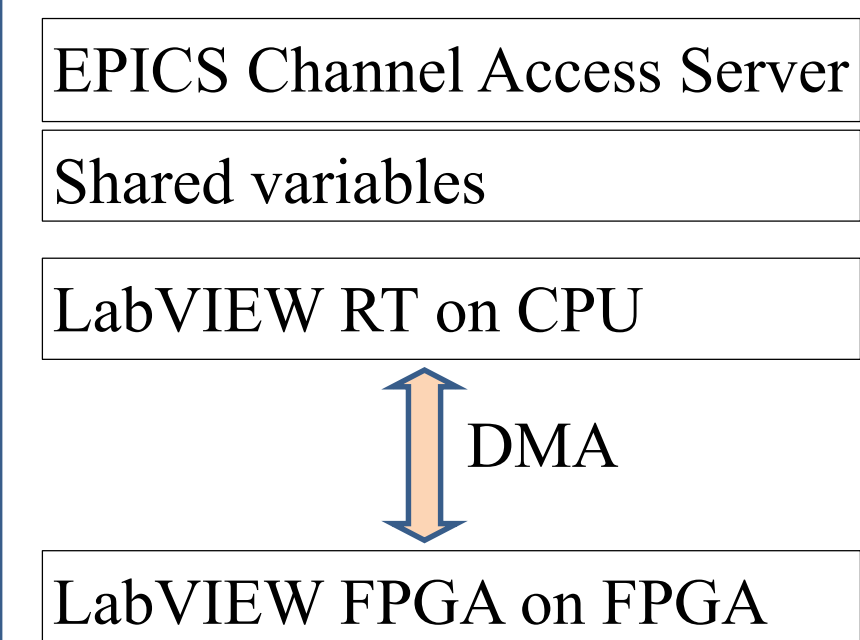 EPICS Channel Access Server
Shared variables
LabVIEW RT on CPU
DMA
LabVIEW FPGA on FPGA